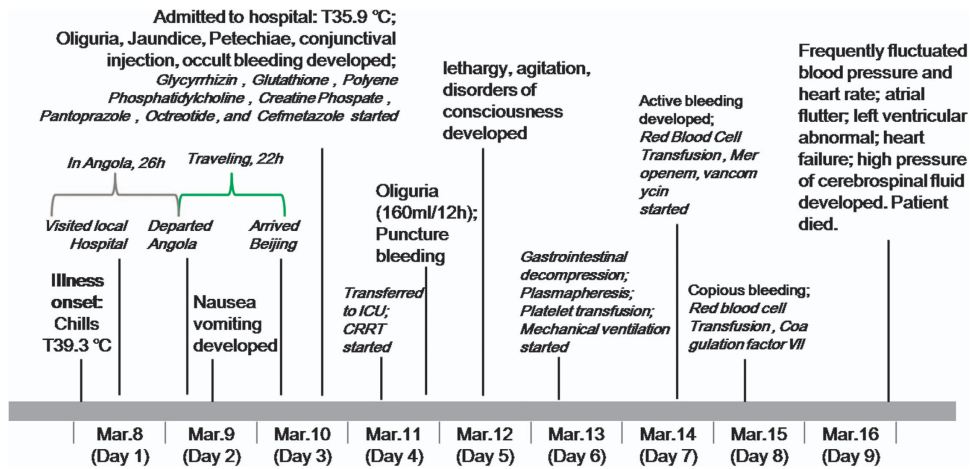 Admitted to hospital: T35.9 °C;
Oliguria, Jaundice, Petechiae, conjunctival
injection, occult bleeding developed;
Glycyrrhizin , Glutathione , Polyene
Phosphatidylcholine , Creatine Phospate ,
Pantoprazole , Octreotide, and Cefmetazole started
In Angola, 26h
Traveling, 22h
Visited local
Hospital
Departed
Angola
Arrived
Beijing
Illness
onset:
Chills
T39.3 °C
Nausea
vomiting
developed
Transferred
to ICU;
CRRT
started
Oliguria
(160ml/12h);
Puncture
bleeding
lethargy, agitation,
disorders of
consciousness
developed
Gastrointestinal
decompression;
Plasmapheresis;
Platelet transfusion;
Mechanical ventilation
started
Active bleeding
developed;
Red Blood Cell
Transfusion , Mer
openem, vancom
ycin
started
Copious bleeding;
Red blood cell
Transfusion , Coa
gulation factor VII
Frequently fluctuated
blood pressure and
heart rate; atrial
flutter; left ventricular
abnormal; heart
failure; high pressure
of cerebrospinal fluid
developed. Patient
died.
Mar.8
(Day 1)
Mar.9
(Day 2)
Mar.10
(Day 3)
Mar.11
(Day 4)
Mar.12
(Day 5)
Mar.13
(Day 6)
Mar.14
(Day 7)
Mar.15
(Day 8)
Mar.16
(Day 9)